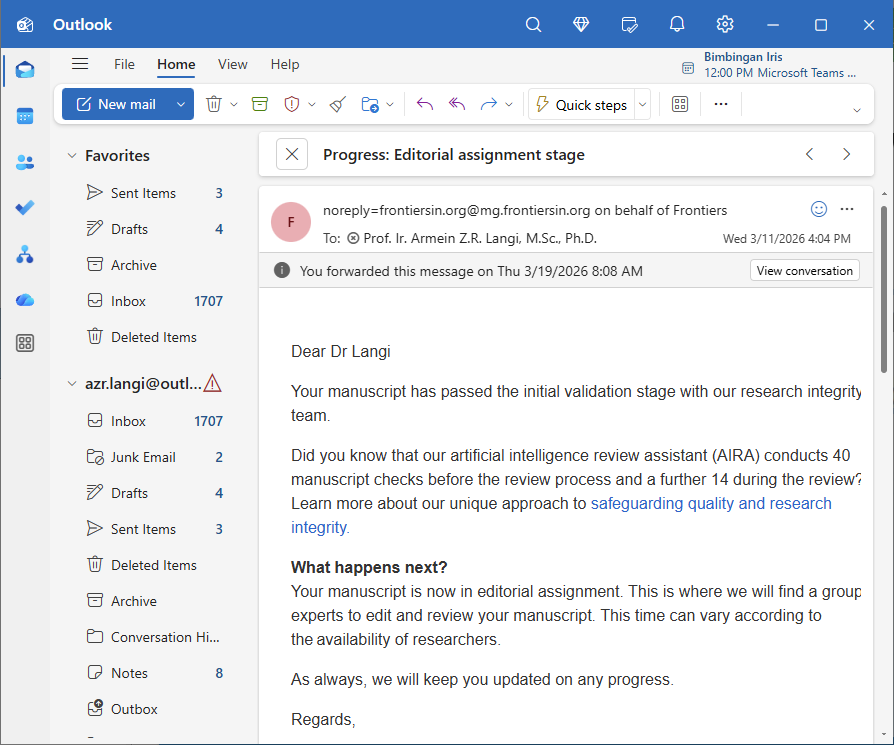 Outlook
File Home View Help
Bimbingan Iris
12:00 PM Microsoft Teams ...
New mail
Quick steps
Favorites
Sent Items 3
Drafts 4
Archive
Inbox 1707
Deleted Items
azr.langi@outl...
Inbox 1707
Junk Email 2
Drafts 4
Sent Items 3
Deleted Items
Archive
Conversation Hi...
Notes 8
Outbox
Progress: Editorial assignment stage
F
noreply=frontiersin.org@mg.frontiersin.org on behalf of Frontiers
To: Prof. Ir. Armein Z.R. Langi, M.Sc., Ph.D.
Wed 3/11/2026 4:04 PM
You forwarded this message on Thu 3/19/2026 8:08 AM
View conversation
Dear Dr Langi
Your manuscript has passed the initial validation stage with our research integrity
team.
Did you know that our artificial intelligence review assistant (AIRA) conducts 40
manuscript checks before the review process and a further 14 during the review?
Learn more about our unique approach to safeguarding quality and research
integrity.
What happens next?
Your manuscript is now in editorial assignment. This is where we will find a group
experts to edit and review your manuscript. This time can vary according to
the availability of researchers.
As always, we will keep you updated on any progress.
Regards,